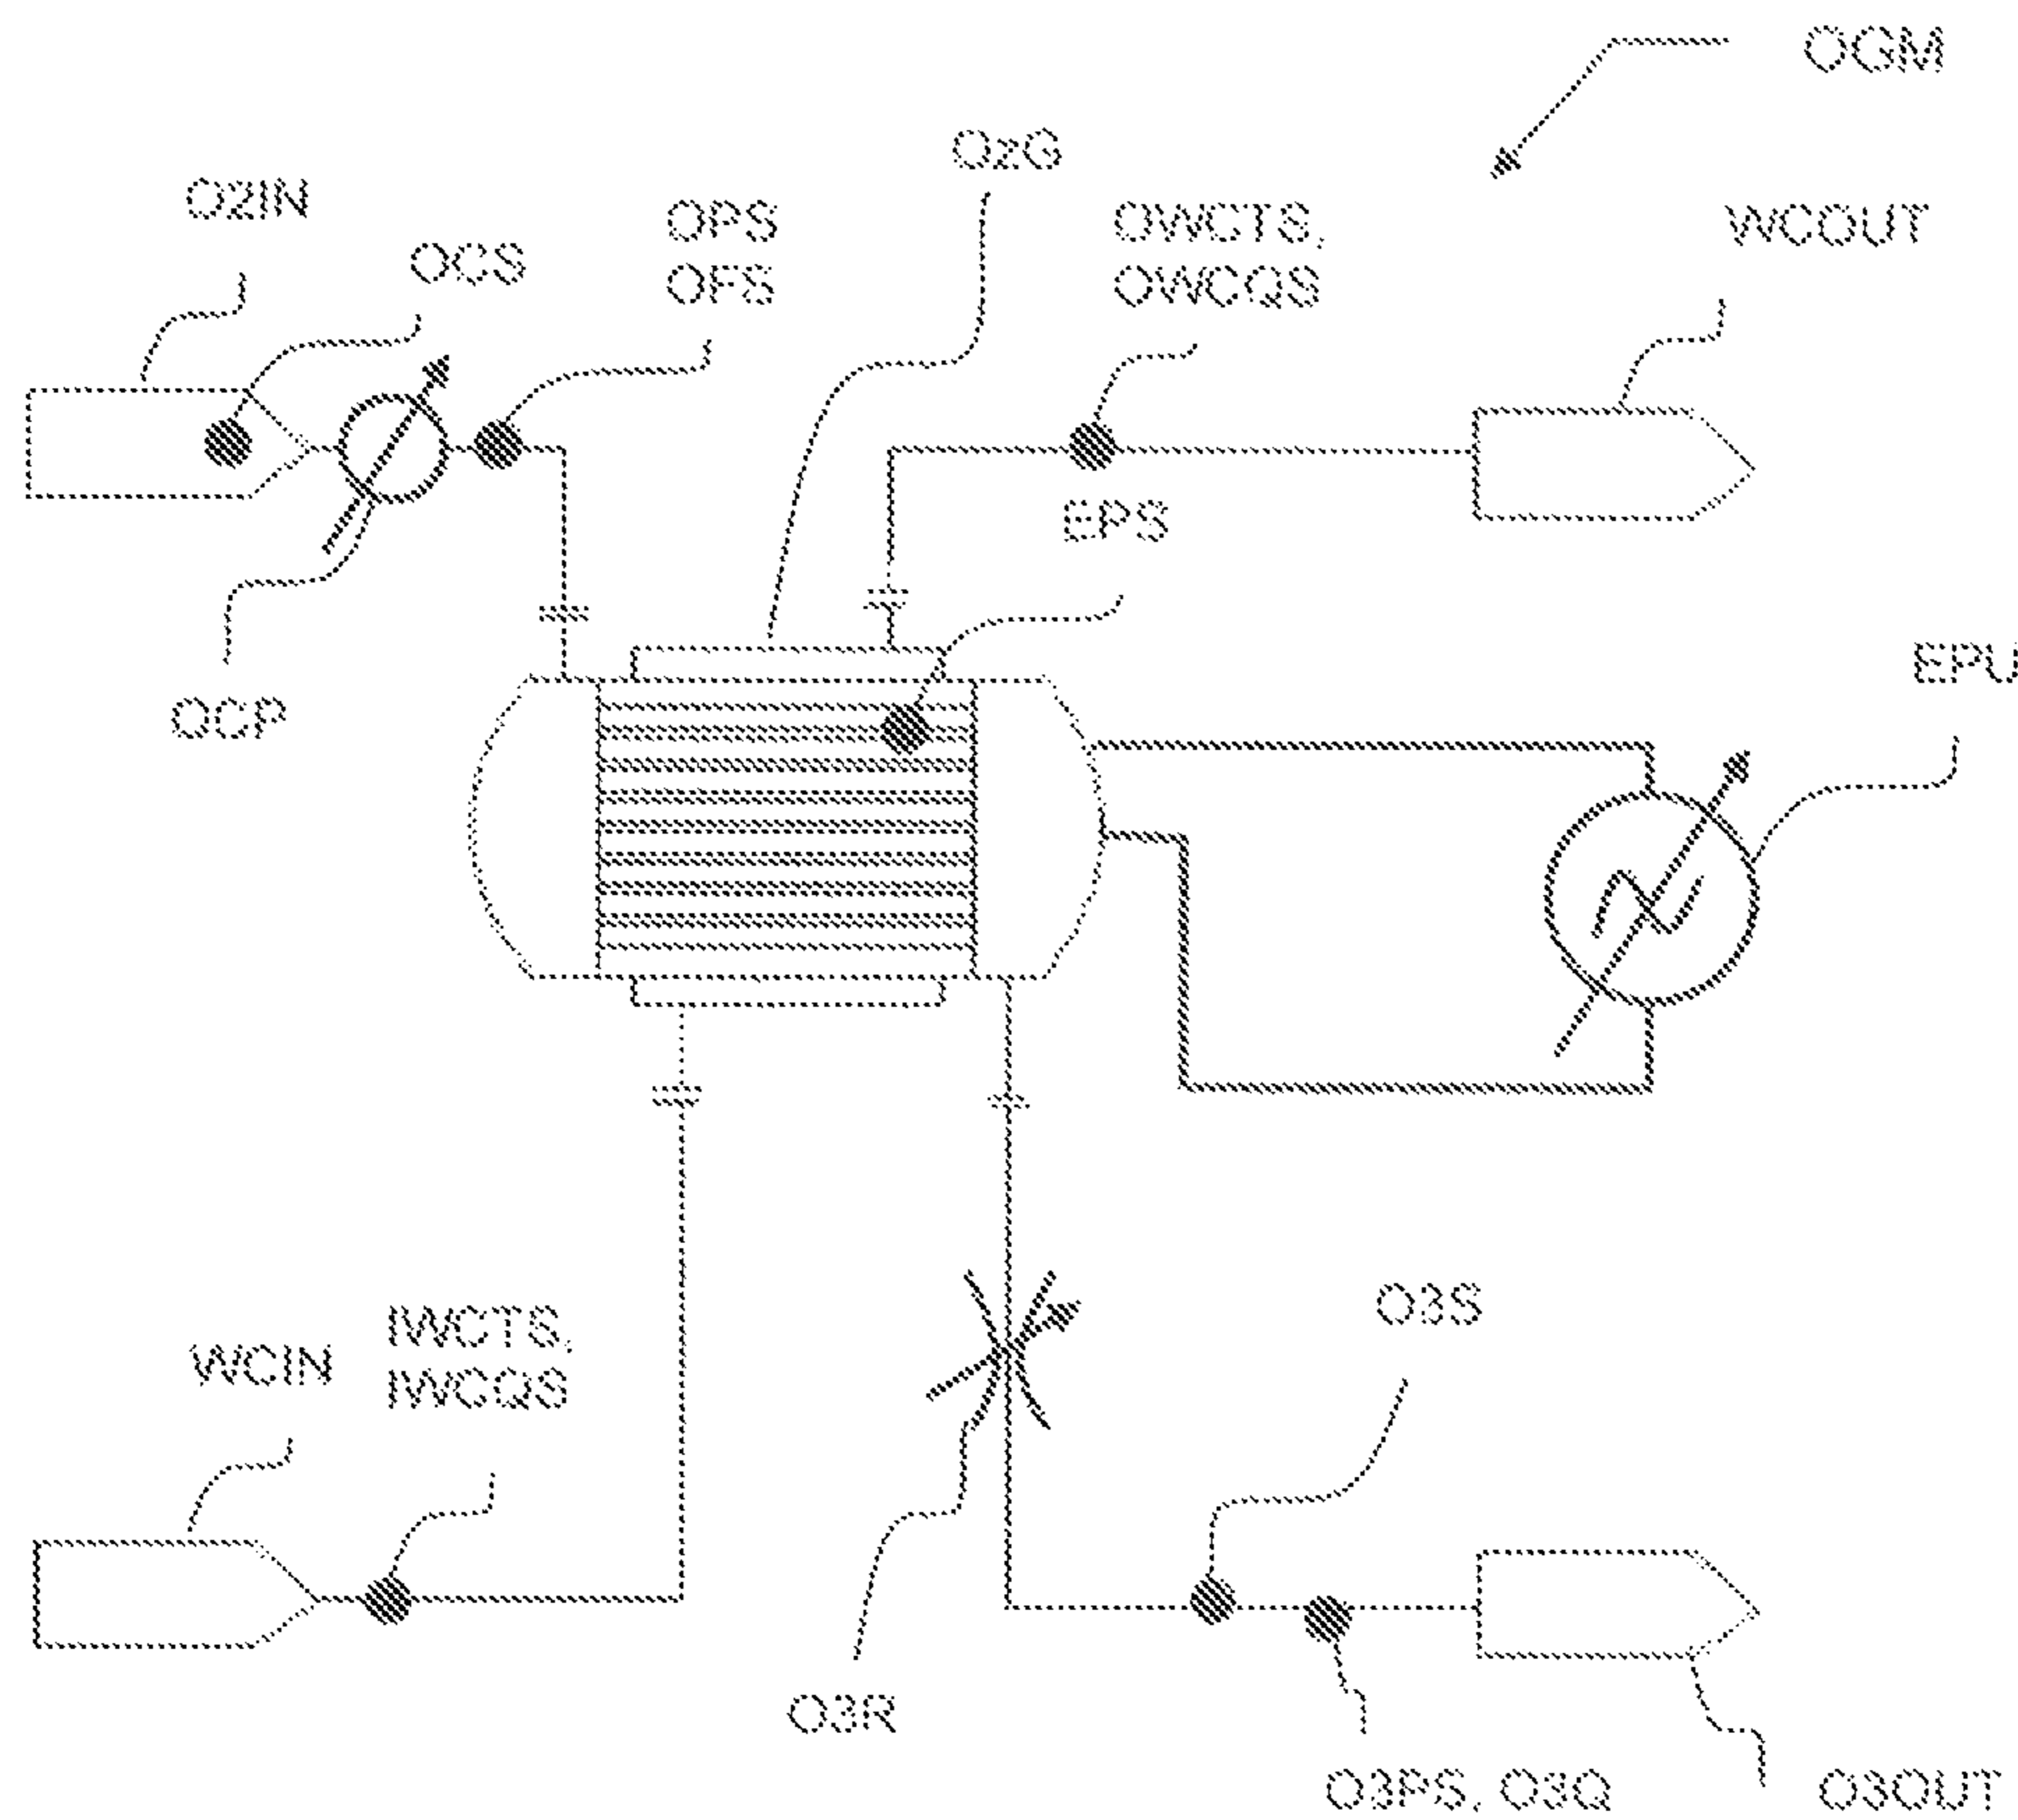 OGM
OzG
O2IN
OPS
OFS
OWCTS,
OWCQS
WCOUT
OCS
EPS
EPU
OCP
O3S
IWCTS,
IWCQS
WCIN
O3R
O3PS, O3Q
O3OUT